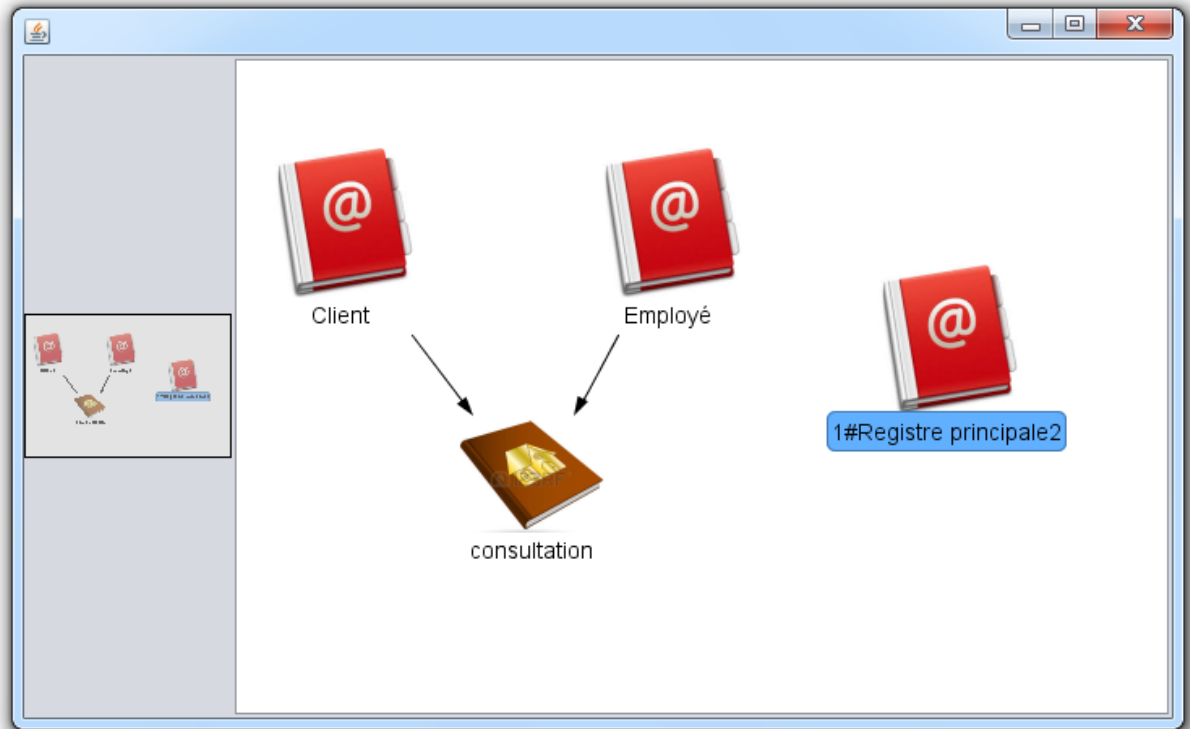 @
@
@
Client
Employé
1#Registre principale2
consultation